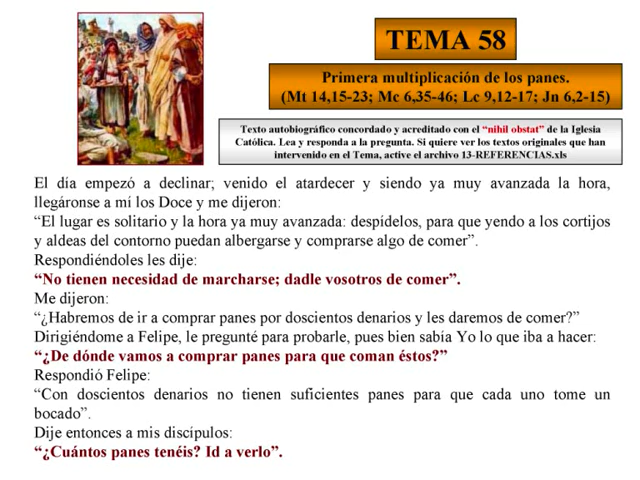 TEMA 58
Primera multiplicación de los panes.
(Mt 14,15-23; Mc 6,35-46; Lc 9,12-17; Jn 6,2-15)
Texto autobiográfico concordado y acreditado con el “nihil obstat” de la Iglesia
Católica. Lea y responda a la pregunta. Si quiere ver los textos originales que han
intervenido en el Tema, active el archivo 13-REFERENCIAS.xls
El día empezó a declinar; venido el atardecer y siendo ya muy avanzada la hora,
llegáronse a mí los Doce y me dijeron:
“El lugar es solitario y la hora ya muy avanzada: despídelos, para que yendo a los cortijos
y aldeas del contorno puedan albergarse y comprarse algo de comer”.
Respondiéndoles les dije:
“No tienen necesidad de marcharse; dadle vosotros de comer”.
Me dijeron:
“¿Habremos de ir a comprar panes por doscientos denarios y les daremos de comer?”
Dirigiéndome a Felipe, le pregunté para probarle, pues bien sabía Yo lo que iba a hacer:
“¿De dónde vamos a comprar panes para que coman éstos?”
Respondió Felipe:
“Con doscientos denarios no tienen suficientes panes para que cada uno tome un
bocado”.
Dije entonces a mis discípulos:
“¿Cuántos panes tenéis? Id a verlo”.